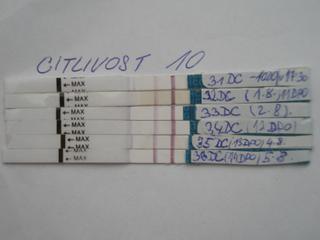 CITLIVOST 10
← MAX 31DC
← MAX 32DC (1.8. 11DPO
← MAX 33DC (2-8).
← MAX 34DC (12DPO)
← MAX 35DC (13DPO) 4.8.
← MAX 36DC (14DPO) 5-8.